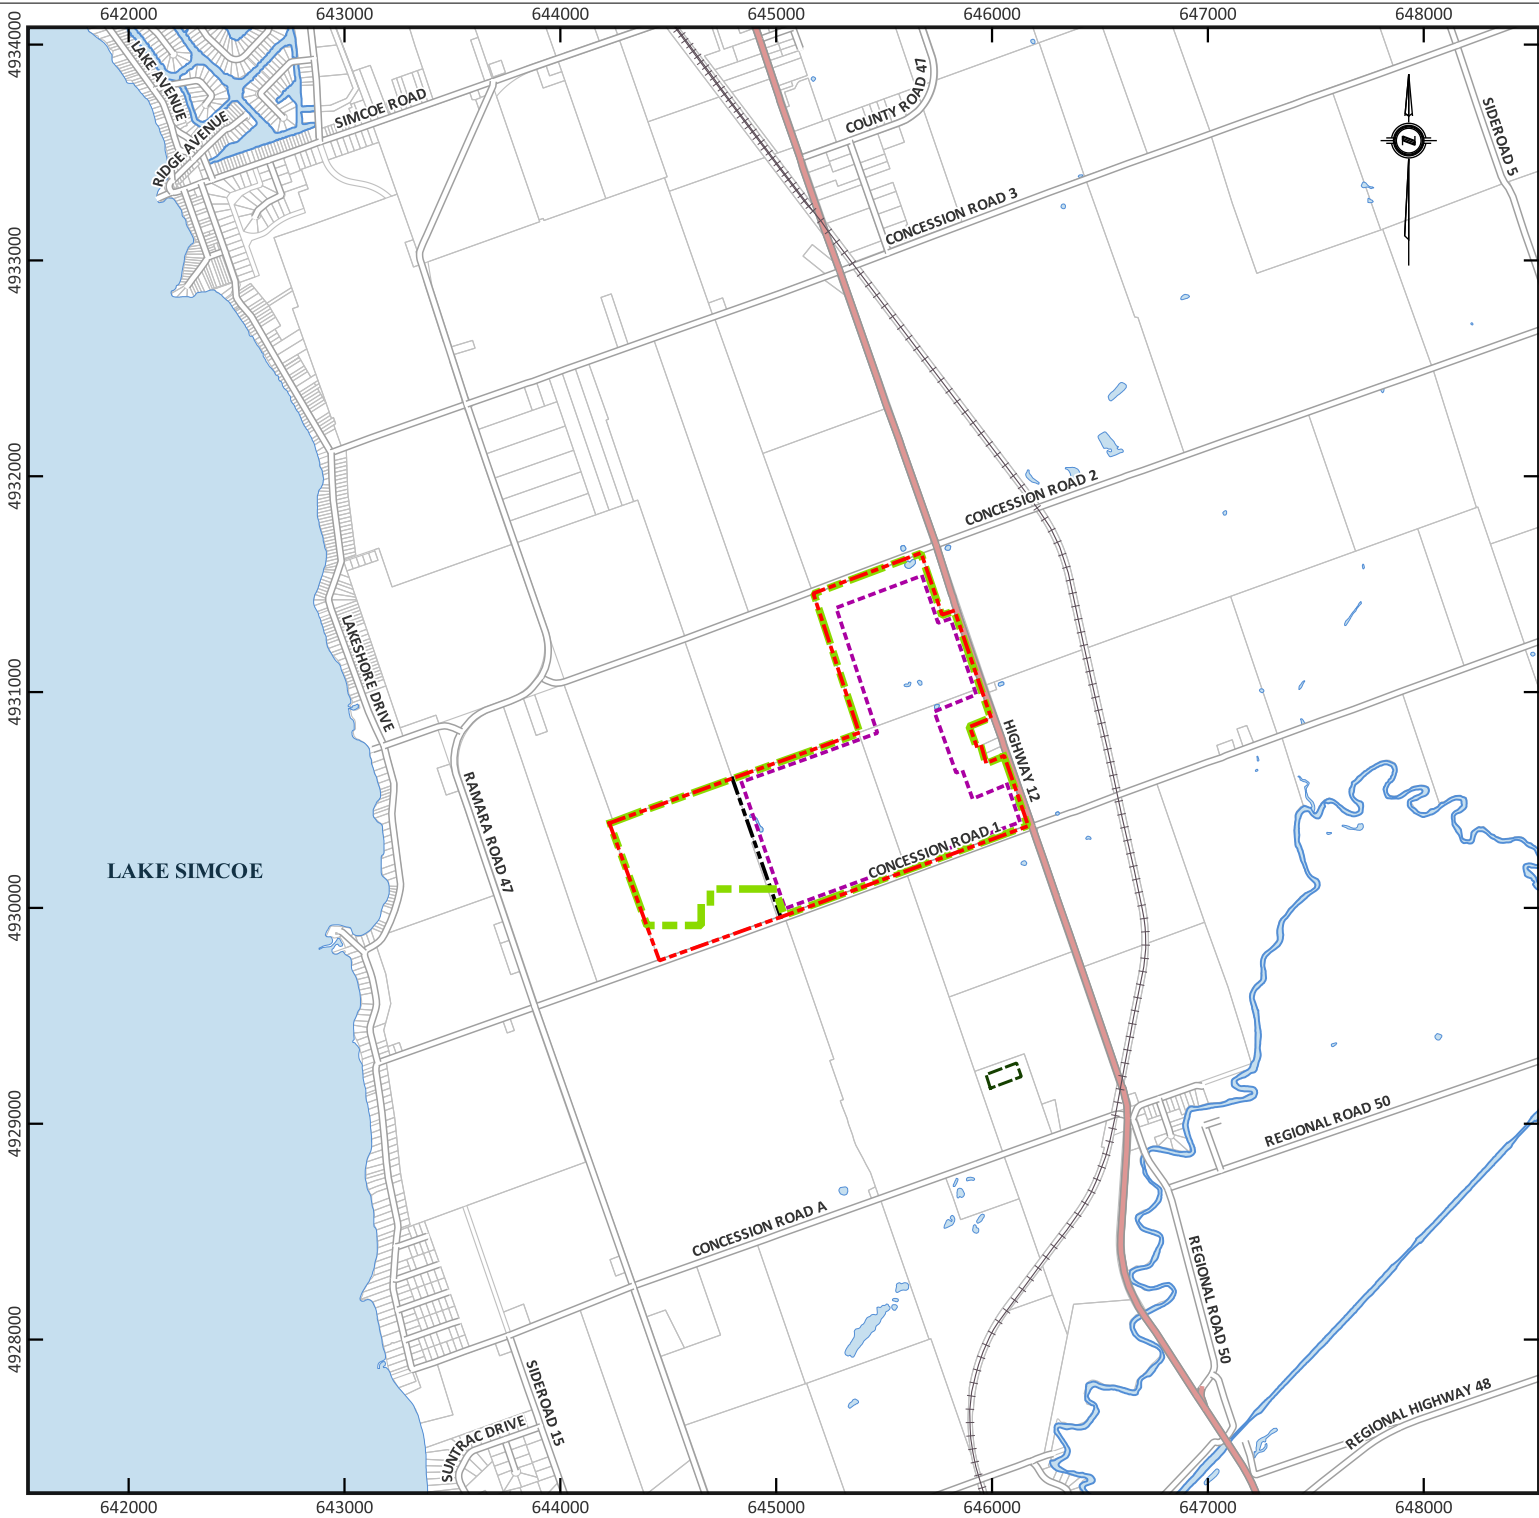 642000 643000 644000 645000 646000 647000 648000
4934000
LAKE AVENUE
RIDGE AVENUE
SIMCOE ROAD
COUNTY ROAD 47
SIDEROAD 5
N
CONCESSION ROAD 3
4933000
4932000
CONCESSION ROAD 2
LAKESHORE DRIVE
4931000
HIGHWAY 12
RAMARA ROAD 47
CONCESSION ROAD 1
LAKE SIMCOE
4930000
4929000
REGIONAL ROAD 50
CONCESSION ROAD A
REGIONAL ROAD 50
4928000
SIDEROAD 15
SUNTRAC DRIVE
REGIONAL HIGHWAY 48
642000 643000 644000 645000 646000 647000 648000